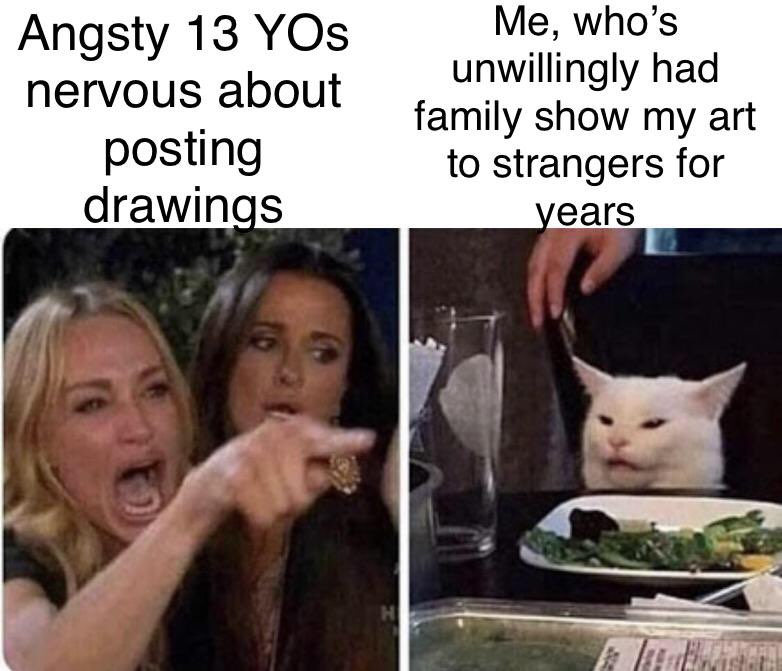 Angsty 13 YOs
nervous about
posting
drawings
Me, who's
unwillingly had
family show my art
to strangers for
years